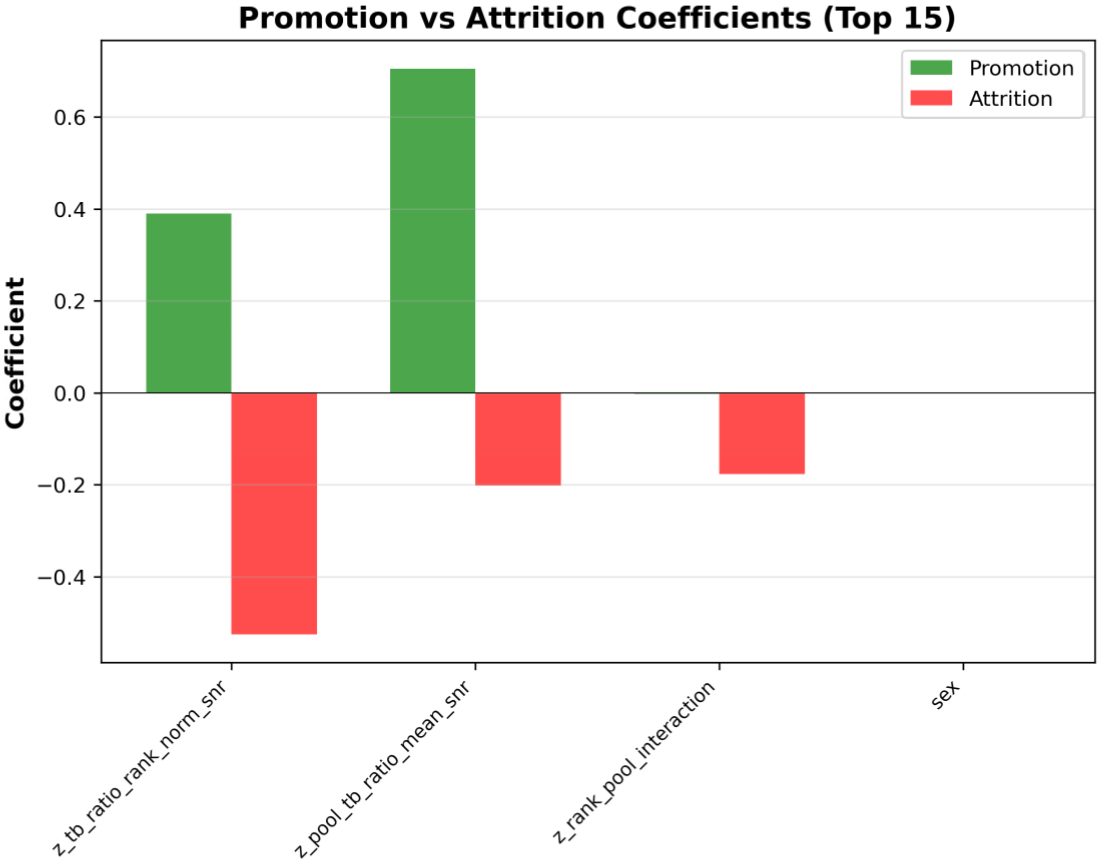 Promotion vs Attrition Coefficients (Top 15)
Promotion
Attrition
Coefficient
0.6
0.4
0.2
0.0
−0.2
−0.4
z_tb_ratio_rank_norm_snr
z_pool_tb_ratio_mean_snr
z_rank_pool_interaction
sex